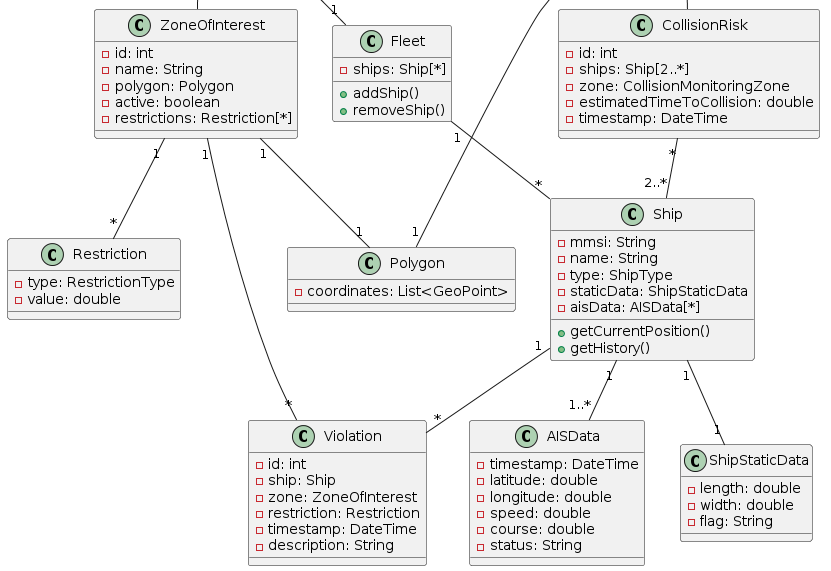 1
C ZoneOfInterest
id: int
name: String
polygon: Polygon
active: boolean
restrictions: Restriction[*]
C Fleet
ships: Ship[*]
addShip()
removeShip()
C CollisionRisk
id: int
ships: Ship[2..*]
zone: CollisionMonitoringZone
estimatedTimeToCollision: double
timestamp: DateTime
1
1
1
1
*
*
1
1
*
2..*
C Restriction
type: RestrictionType
value: double
C Polygon
coordinates: List<GeoPoint>
C Ship
mmsi: String
name: String
type: ShipType
staticData: ShipStaticData
aisData: AISData[*]
getCurrentPosition()
getHistory()
1
1
1
*
*
1..*
1
C Violation
id: int
ship: Ship
zone: ZoneOfInterest
restriction: Restriction
timestamp: DateTime
description: String
C AISData
timestamp: DateTime
latitude: double
longitude: double
speed: double
course: double
status: String
C ShipStaticData
length: double
width: double
flag: String